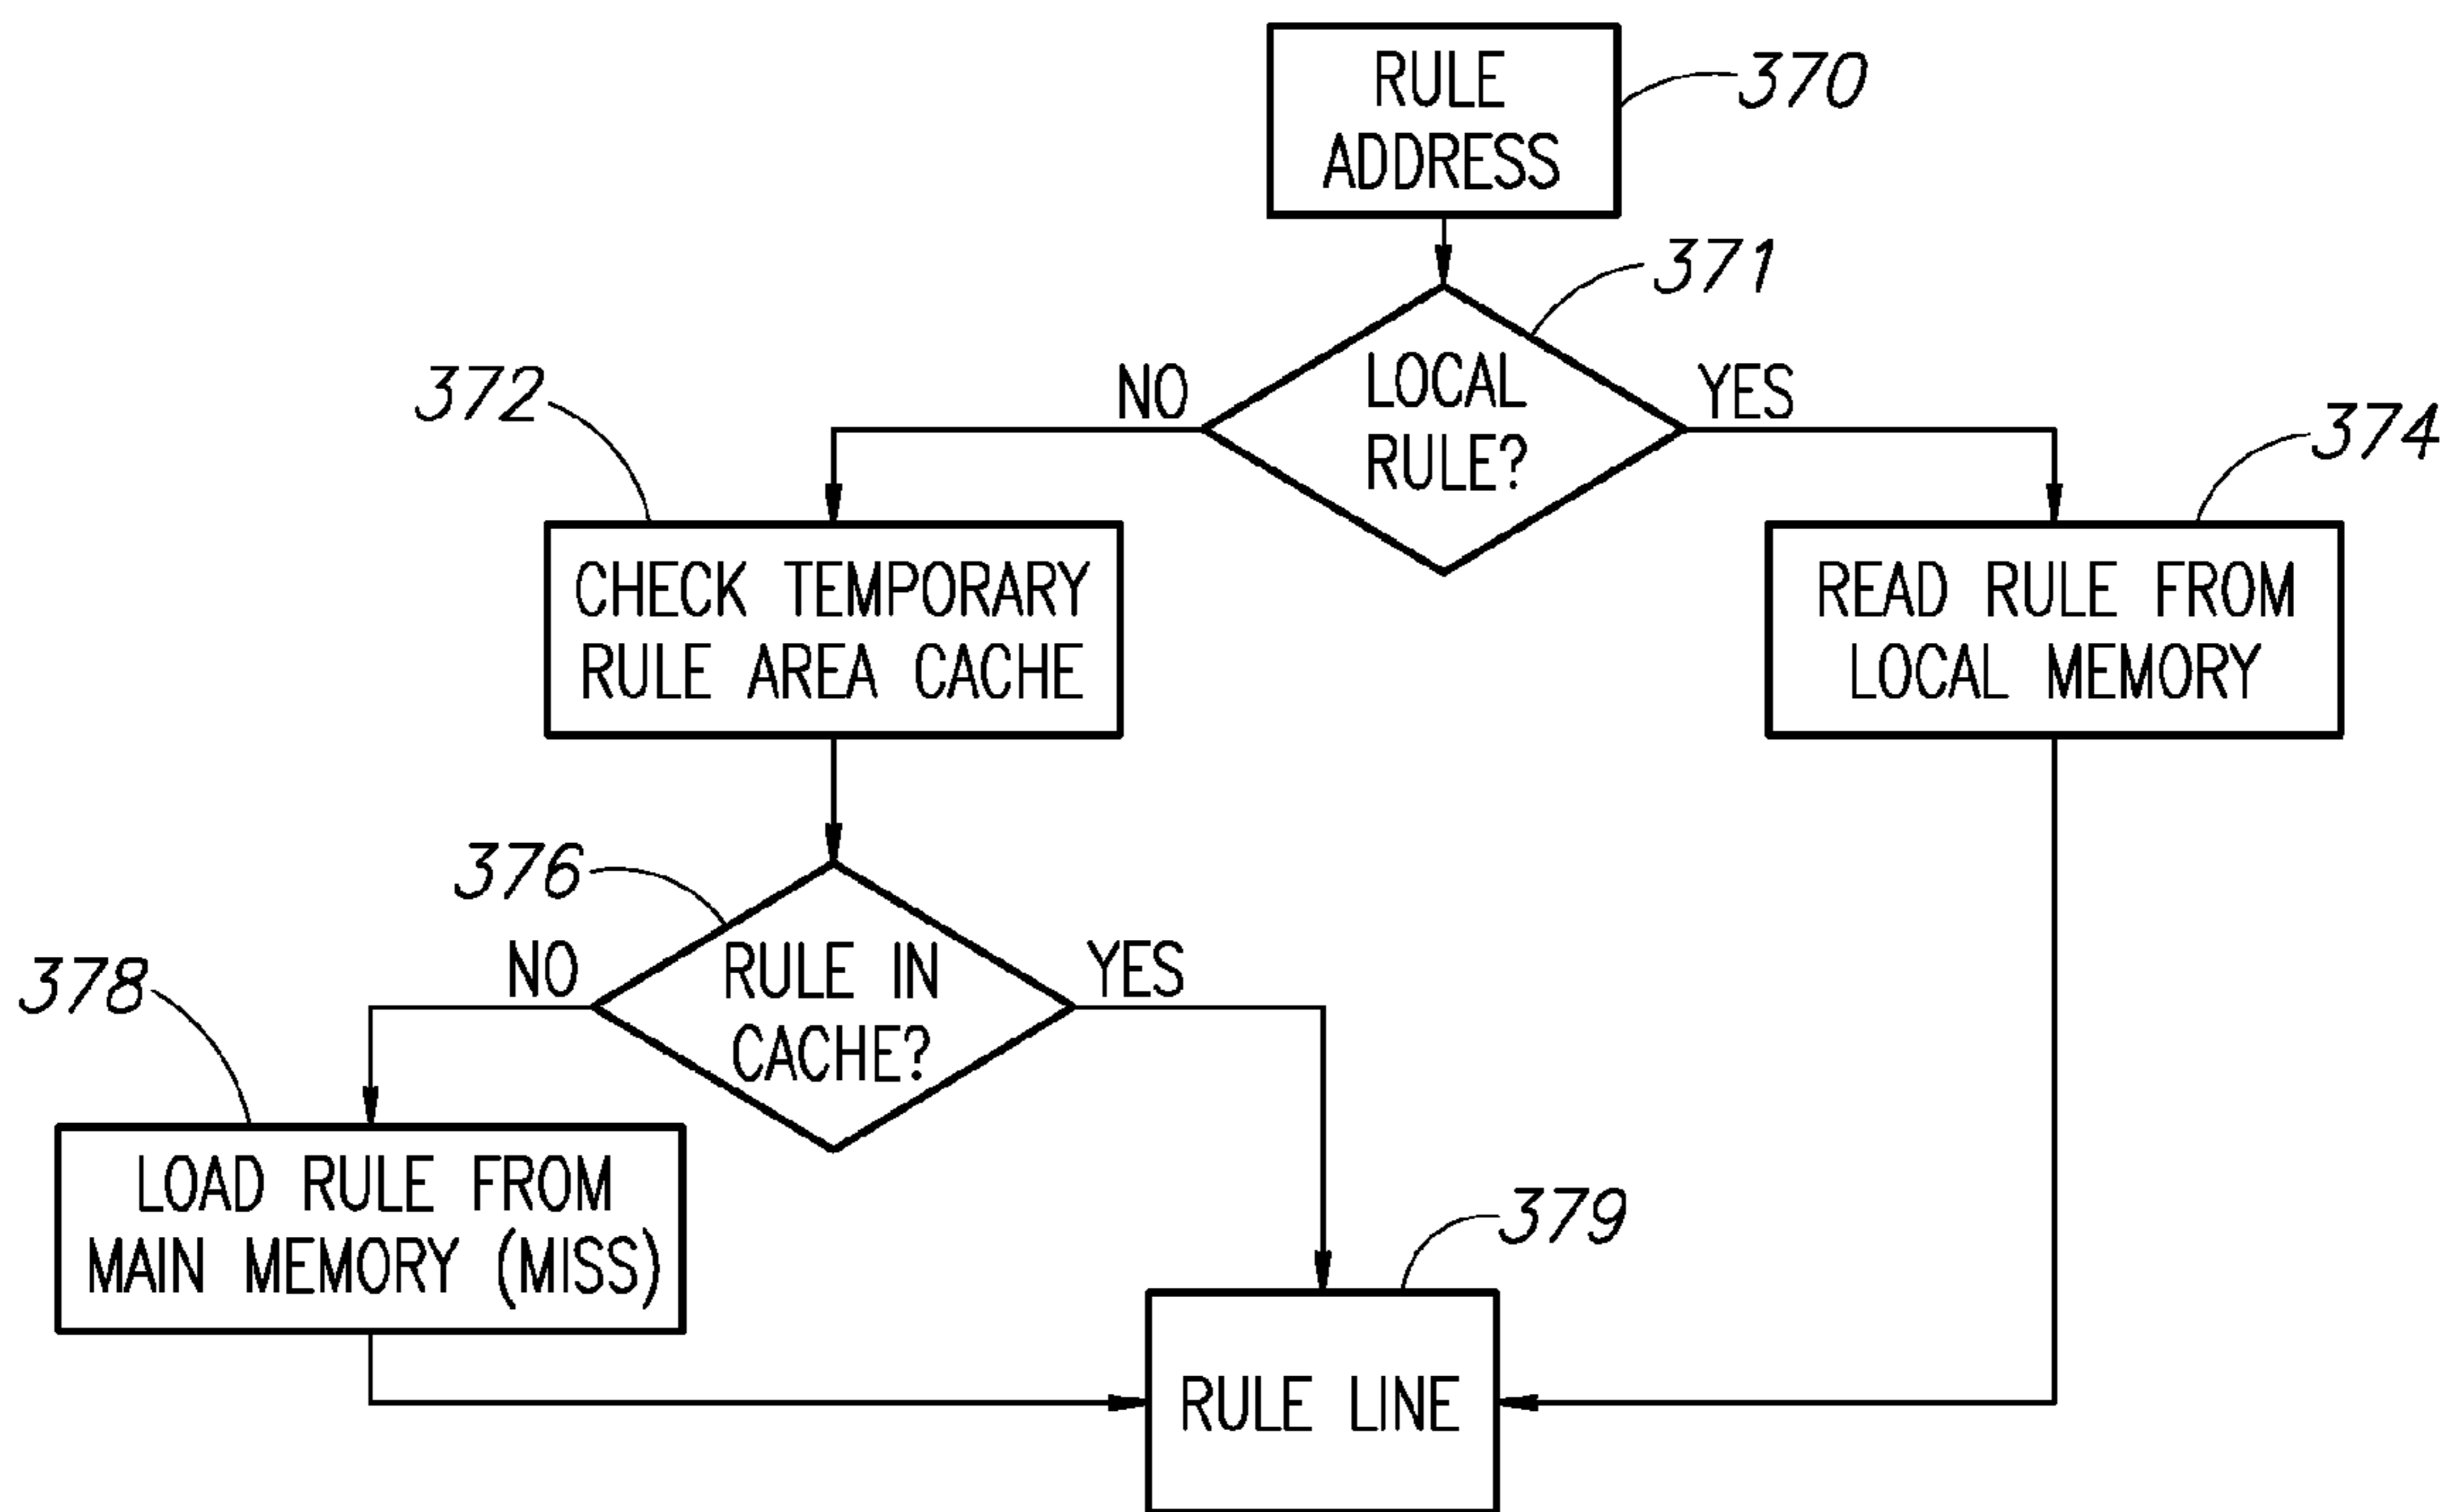 RULE
ADDRESS
370
371
LOCAL
RULE?
NO
YES
372
374
CHECK TEMPORARY
RULE AREA CACHE
READ RULE FROM
LOCAL MEMORY
376
RULE IN
CACHE?
NO
YES
378
LOAD RULE FROM
MAIN MEMORY (MISS)
379
RULE LINE